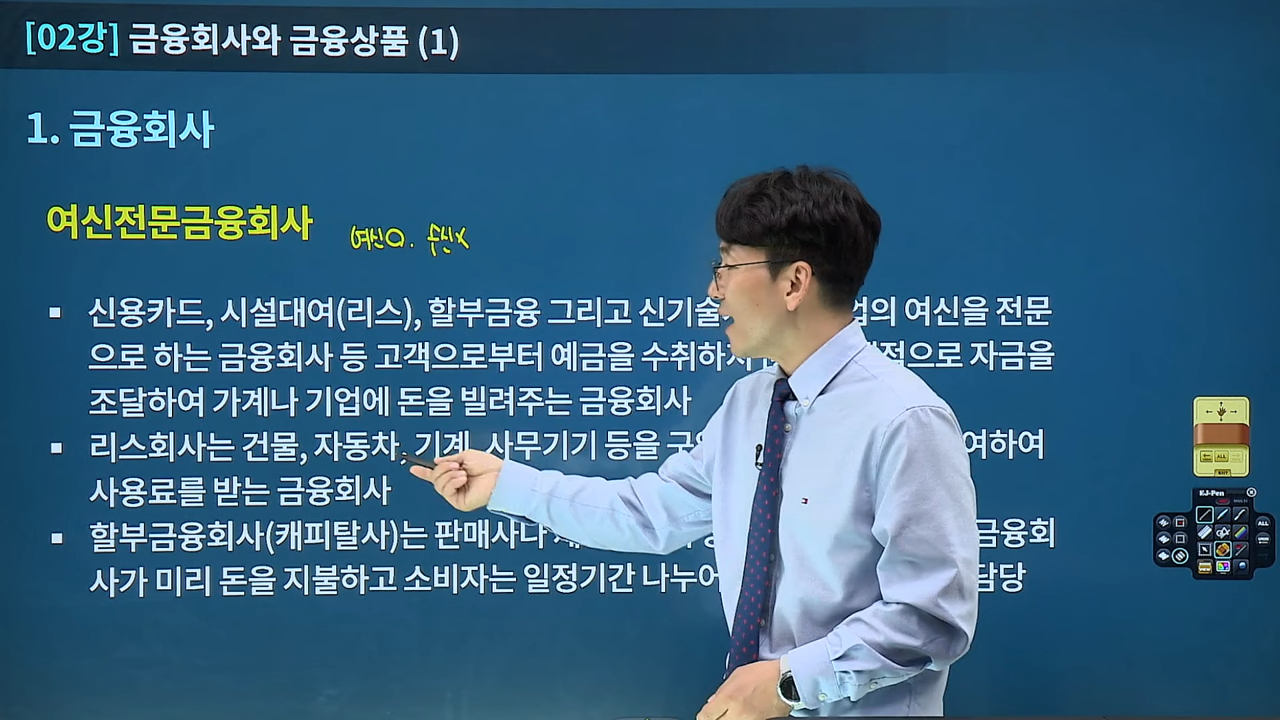 [02강] 금융회사와 금융상품 (1)
1. 금융회사
여신전문금융회사 여신O. 수신X
신용카드, 시설대여(리스), 할부금융 그리고 신기술 업의 여신을 전문
으로 하는 금융회사 등 고객으로부터 예금을 수취하지 적으로 자금을
조달하여 가계나 기업에 돈을 빌려주는 금융회사
리스회사는 건물, 자동차, 기계, 사무기기 등을 구 여하여
사용료를 받는 금융회사
할부금융회사(캐피탈사)는 판매사나 금융회
사가 미리 돈을 지불하고 소비자는 일정기간 나누어 담당
EJ-Pen
ALL